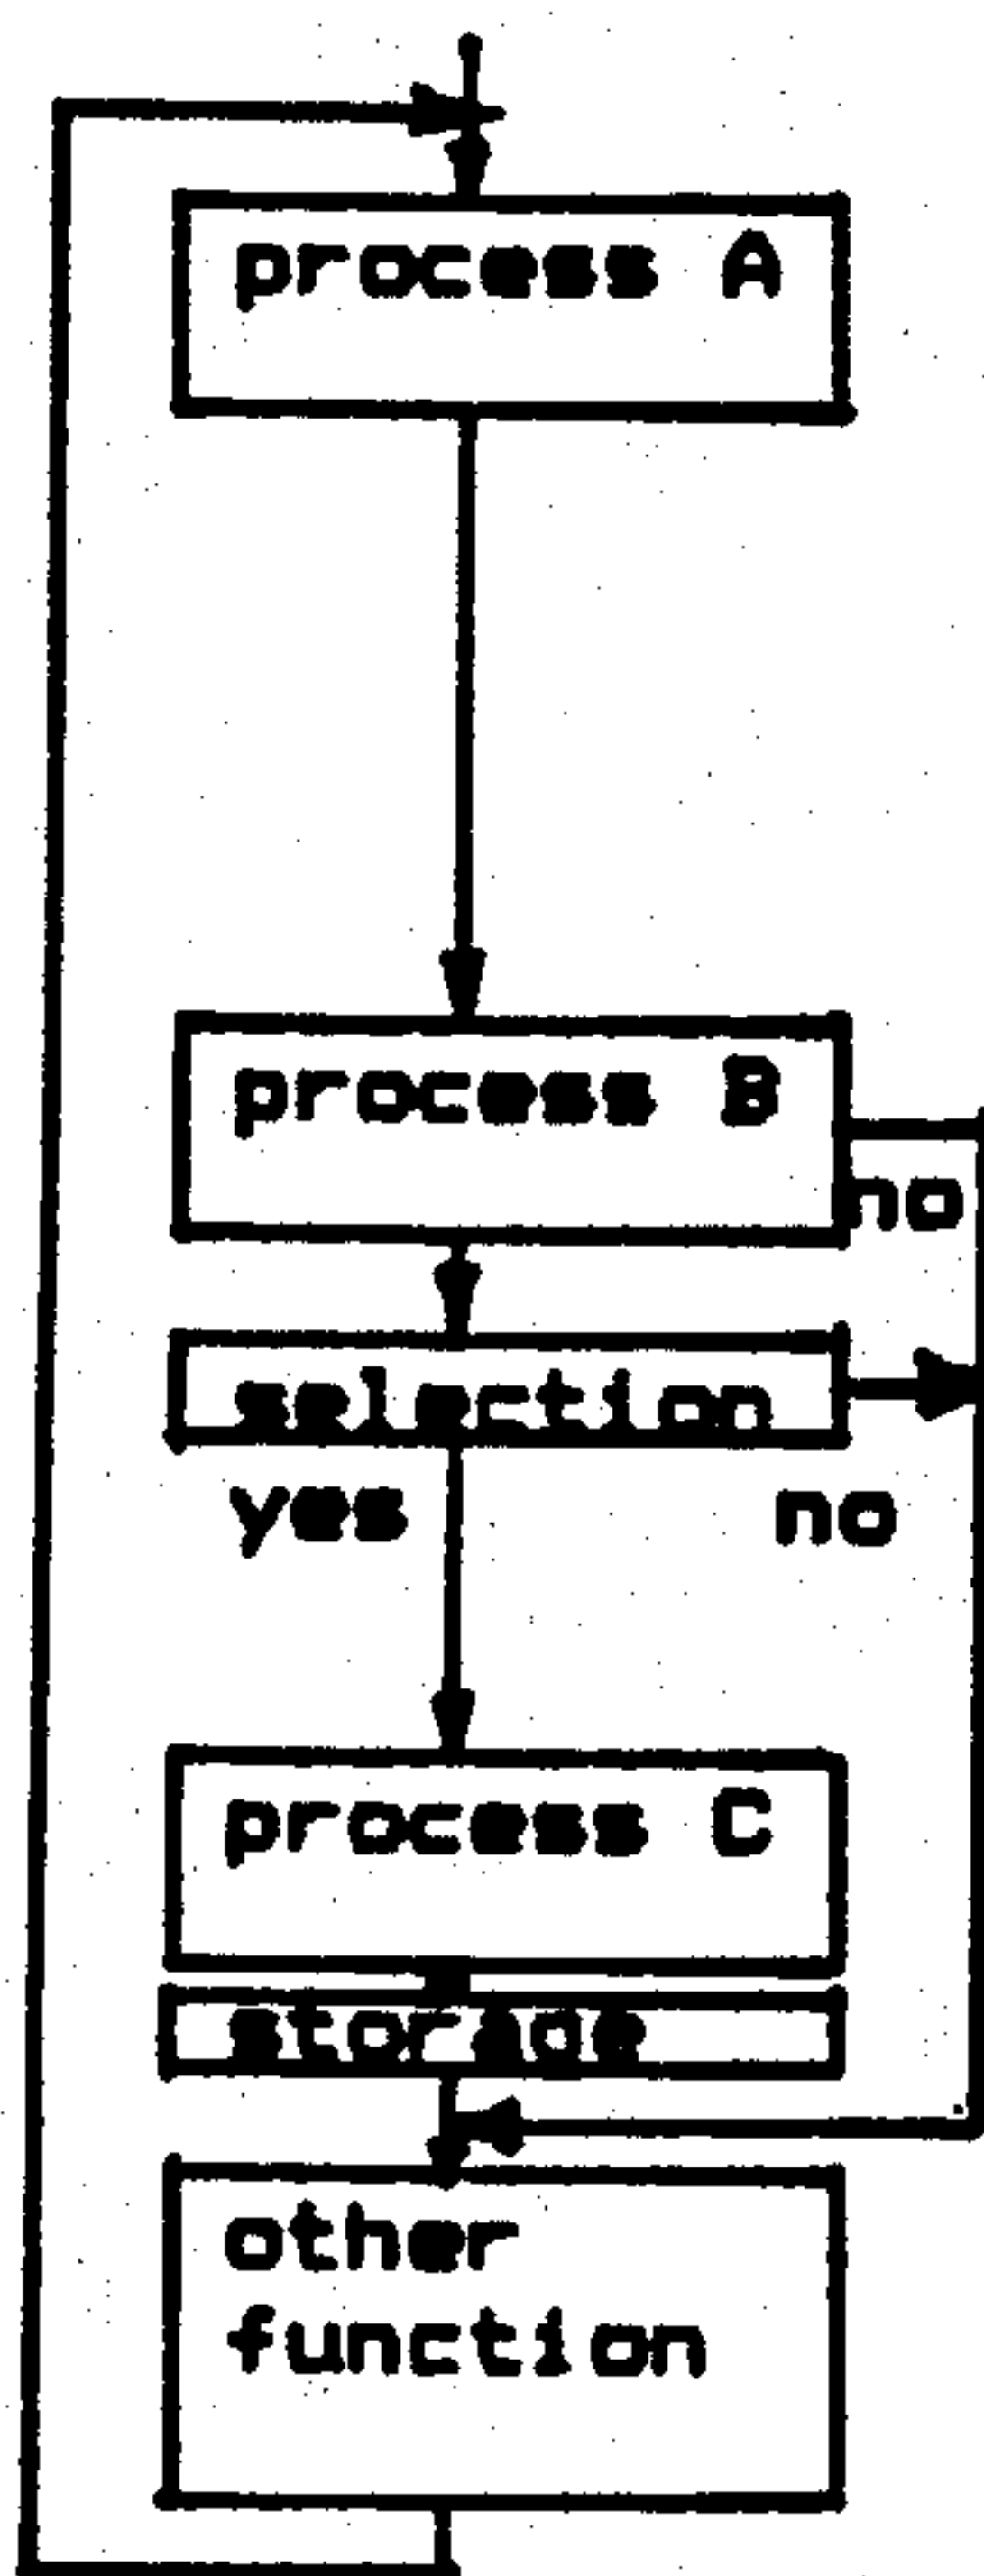 process A
process B
no
selection
yes no
process C
storage
other
function